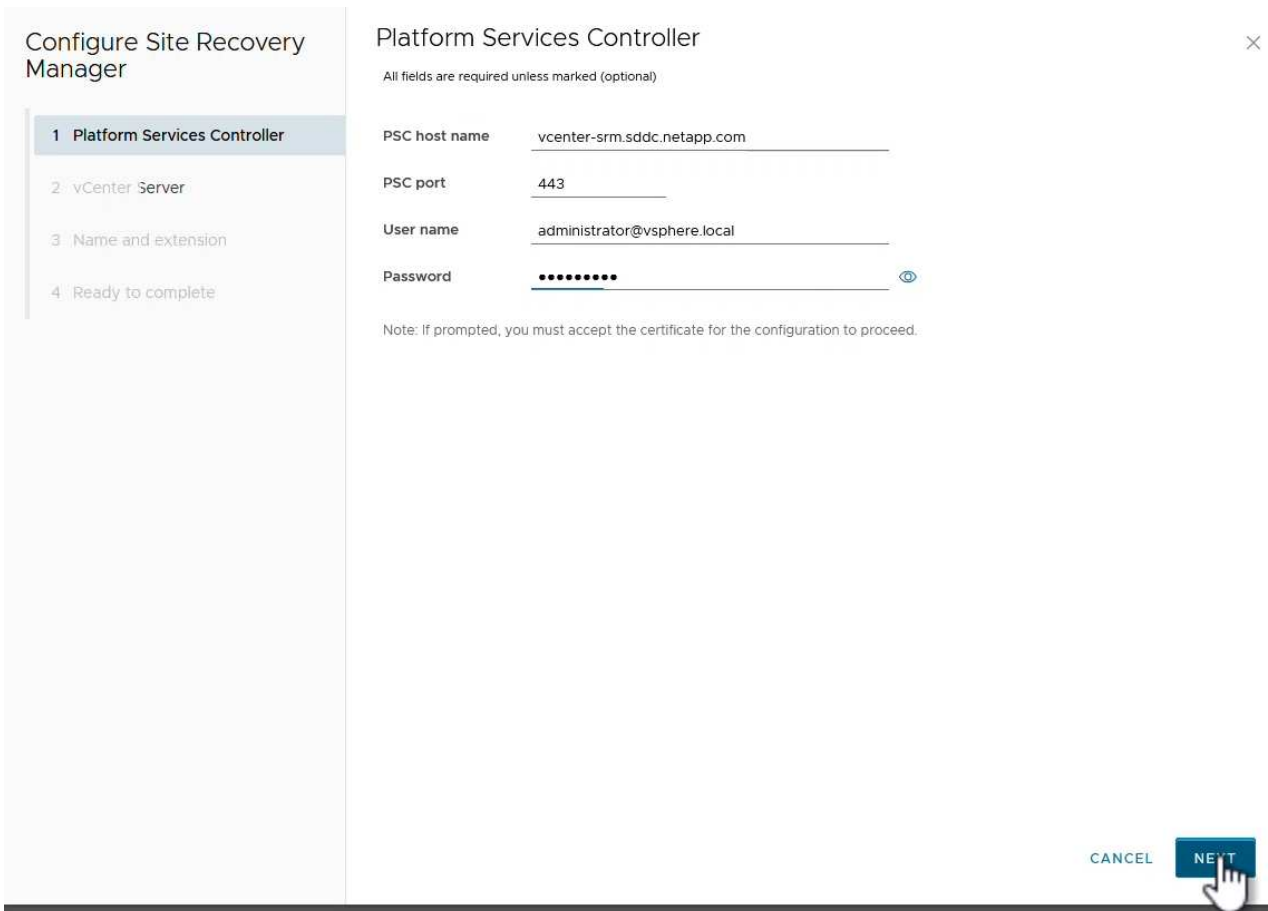 Configure Site Recovery
Manager
1 Platform Services Controller
2 vCenter Server
3 Name and extension
4 Ready to complete
Platform Services Controller
All fields are required unless marked (optional)
PSC host name vcenter-srm.sddc.netapp.com
PSC port 443
User name administrator@vsphere.local
Password •••••••••
Note: If prompted, you must accept the certificate for the configuration to proceed.
CANCEL NEXT